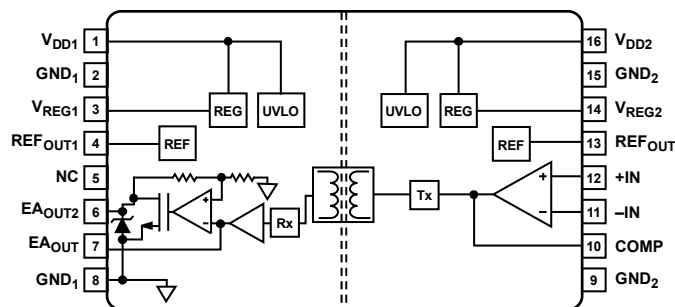 VDD1 1
GND1 2
VREG1 3
REFOUT1 4
NC 5
EAOUT2 6
EAOUT 7
GND1 8
REG
UVLO
REF
Rx
+
–
UVLO
REG
REF
Tx
+
–
16 VDD2
15 GND2
14 VREG2
13 REFOUT
12 +IN
11 –IN
10 COMP
9 GND2